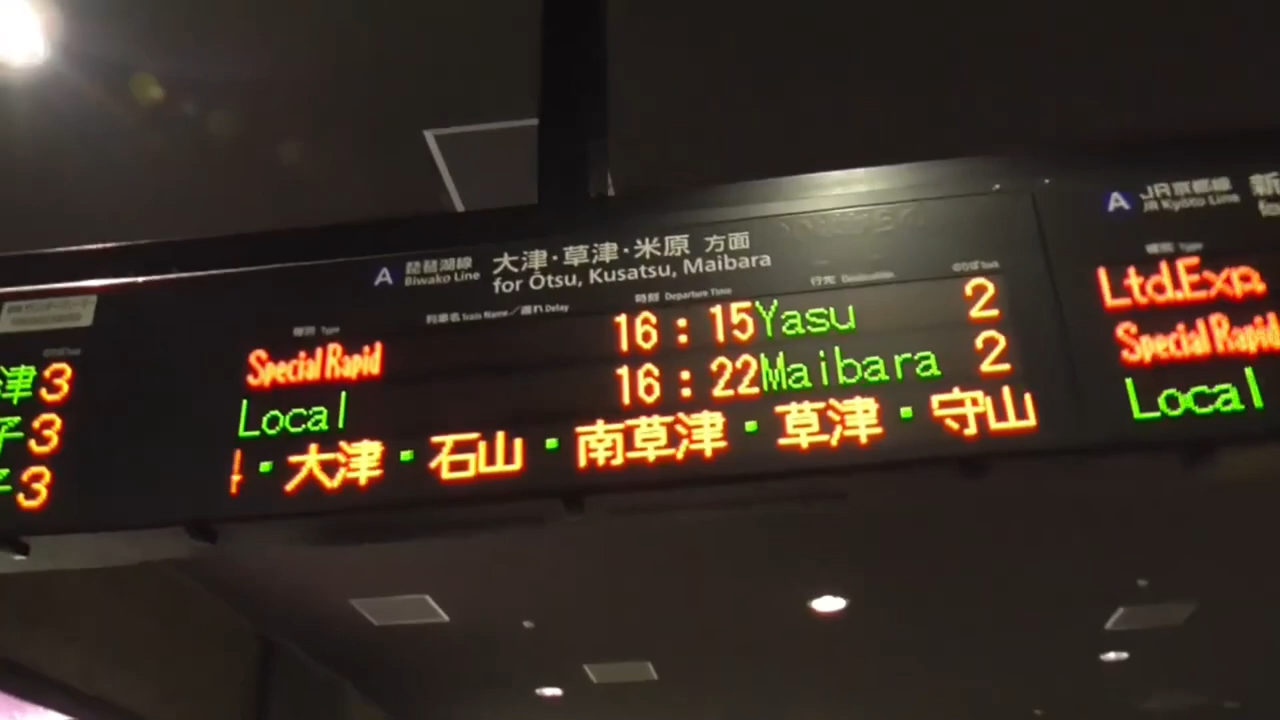 津3
子3
子3
A 琵琶湖線 Biwako Line 大津・草津・米原 方面
for Ōtsu, Kusatsu, Maibara
種別 Type 列車名 Train Name／遅れ Delay 時刻 Departure Time 行先 Destination のりば Track
Special Rapid 16:15 Yasu 2
Local 16:22 Maibara 2
・大津・石山・南草津・草津・守山
A JR京都線 JR Kyōto Line 新
種別 Type
Ltd.Exp.
Special Rapid
Local